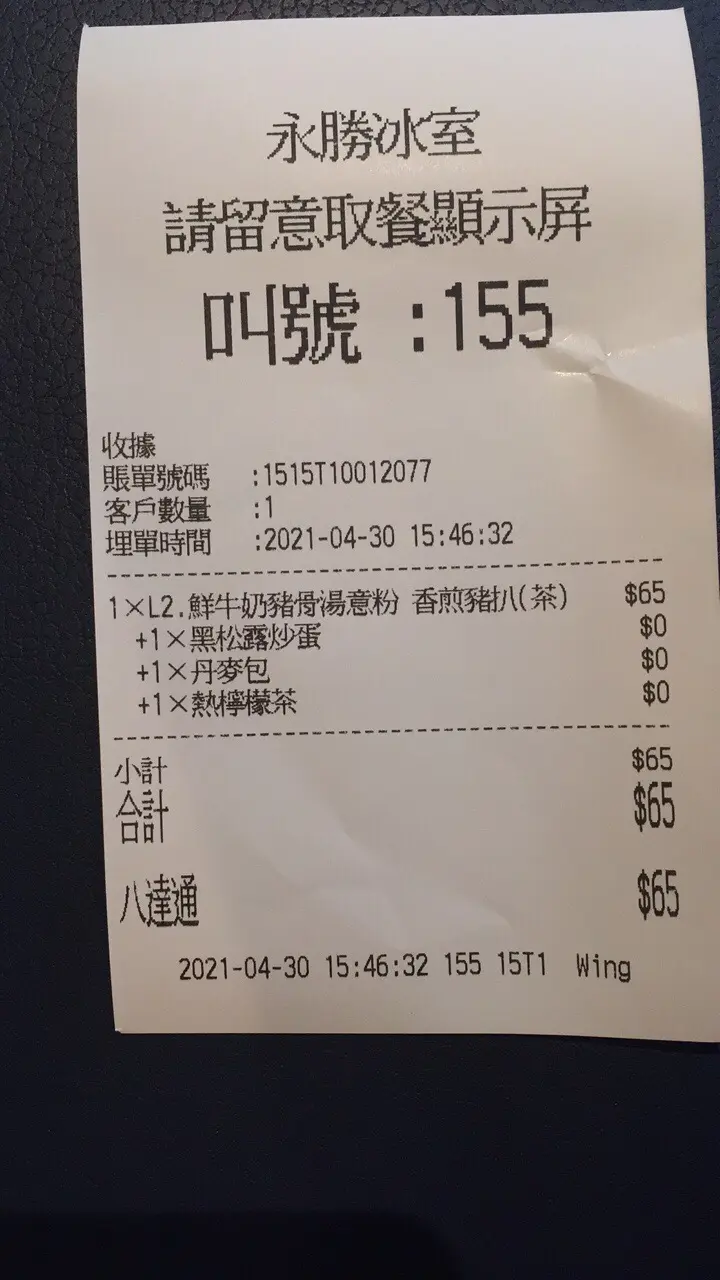 永勝冰室
請留意取餐顯示屏
叫號 :155
收據
賬單號碼 :1515T10012077
客戶數量 :1
埋單時間 :2021-04-30 15:46:32
1×L2.鮮牛奶豬骨湯意粉 香煎豬扒(茶) $65
+1×黑松露炒蛋 $0
+1×丹麥包 $0
+1×熱檸檬茶 $0
小計 $65
合計 $65
八達通 $65
2021-04-30 15:46:32 155 15T1 Wing